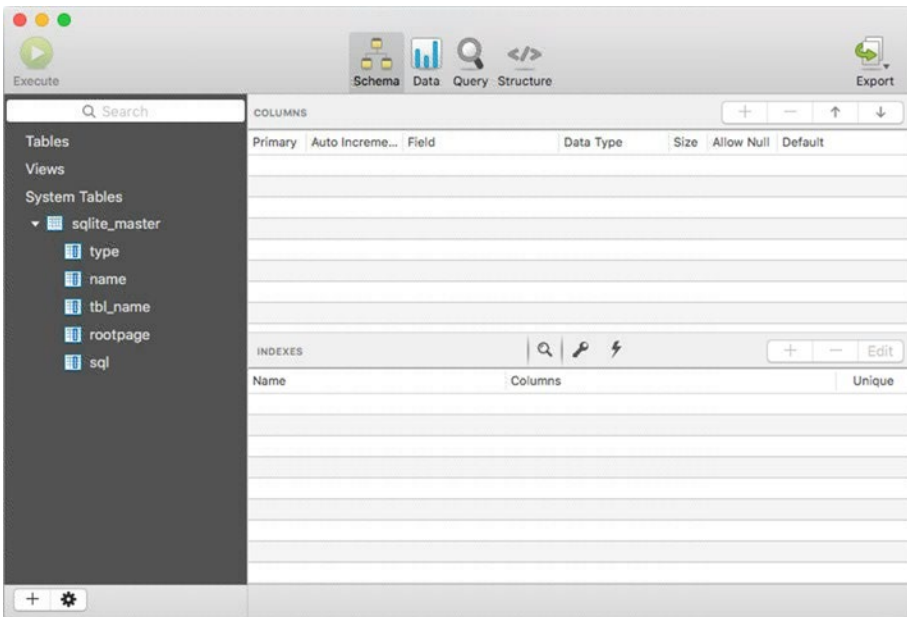 Execute
Schema Data Query Structure
Export
Search
Tables
Views
System Tables
sqlite_master
type
name
tbl_name
rootpage
sql
COLUMNS
Primary Auto Increme... Field Data Type Size Allow Null Default
INDEXES
Edit
Name Columns Unique